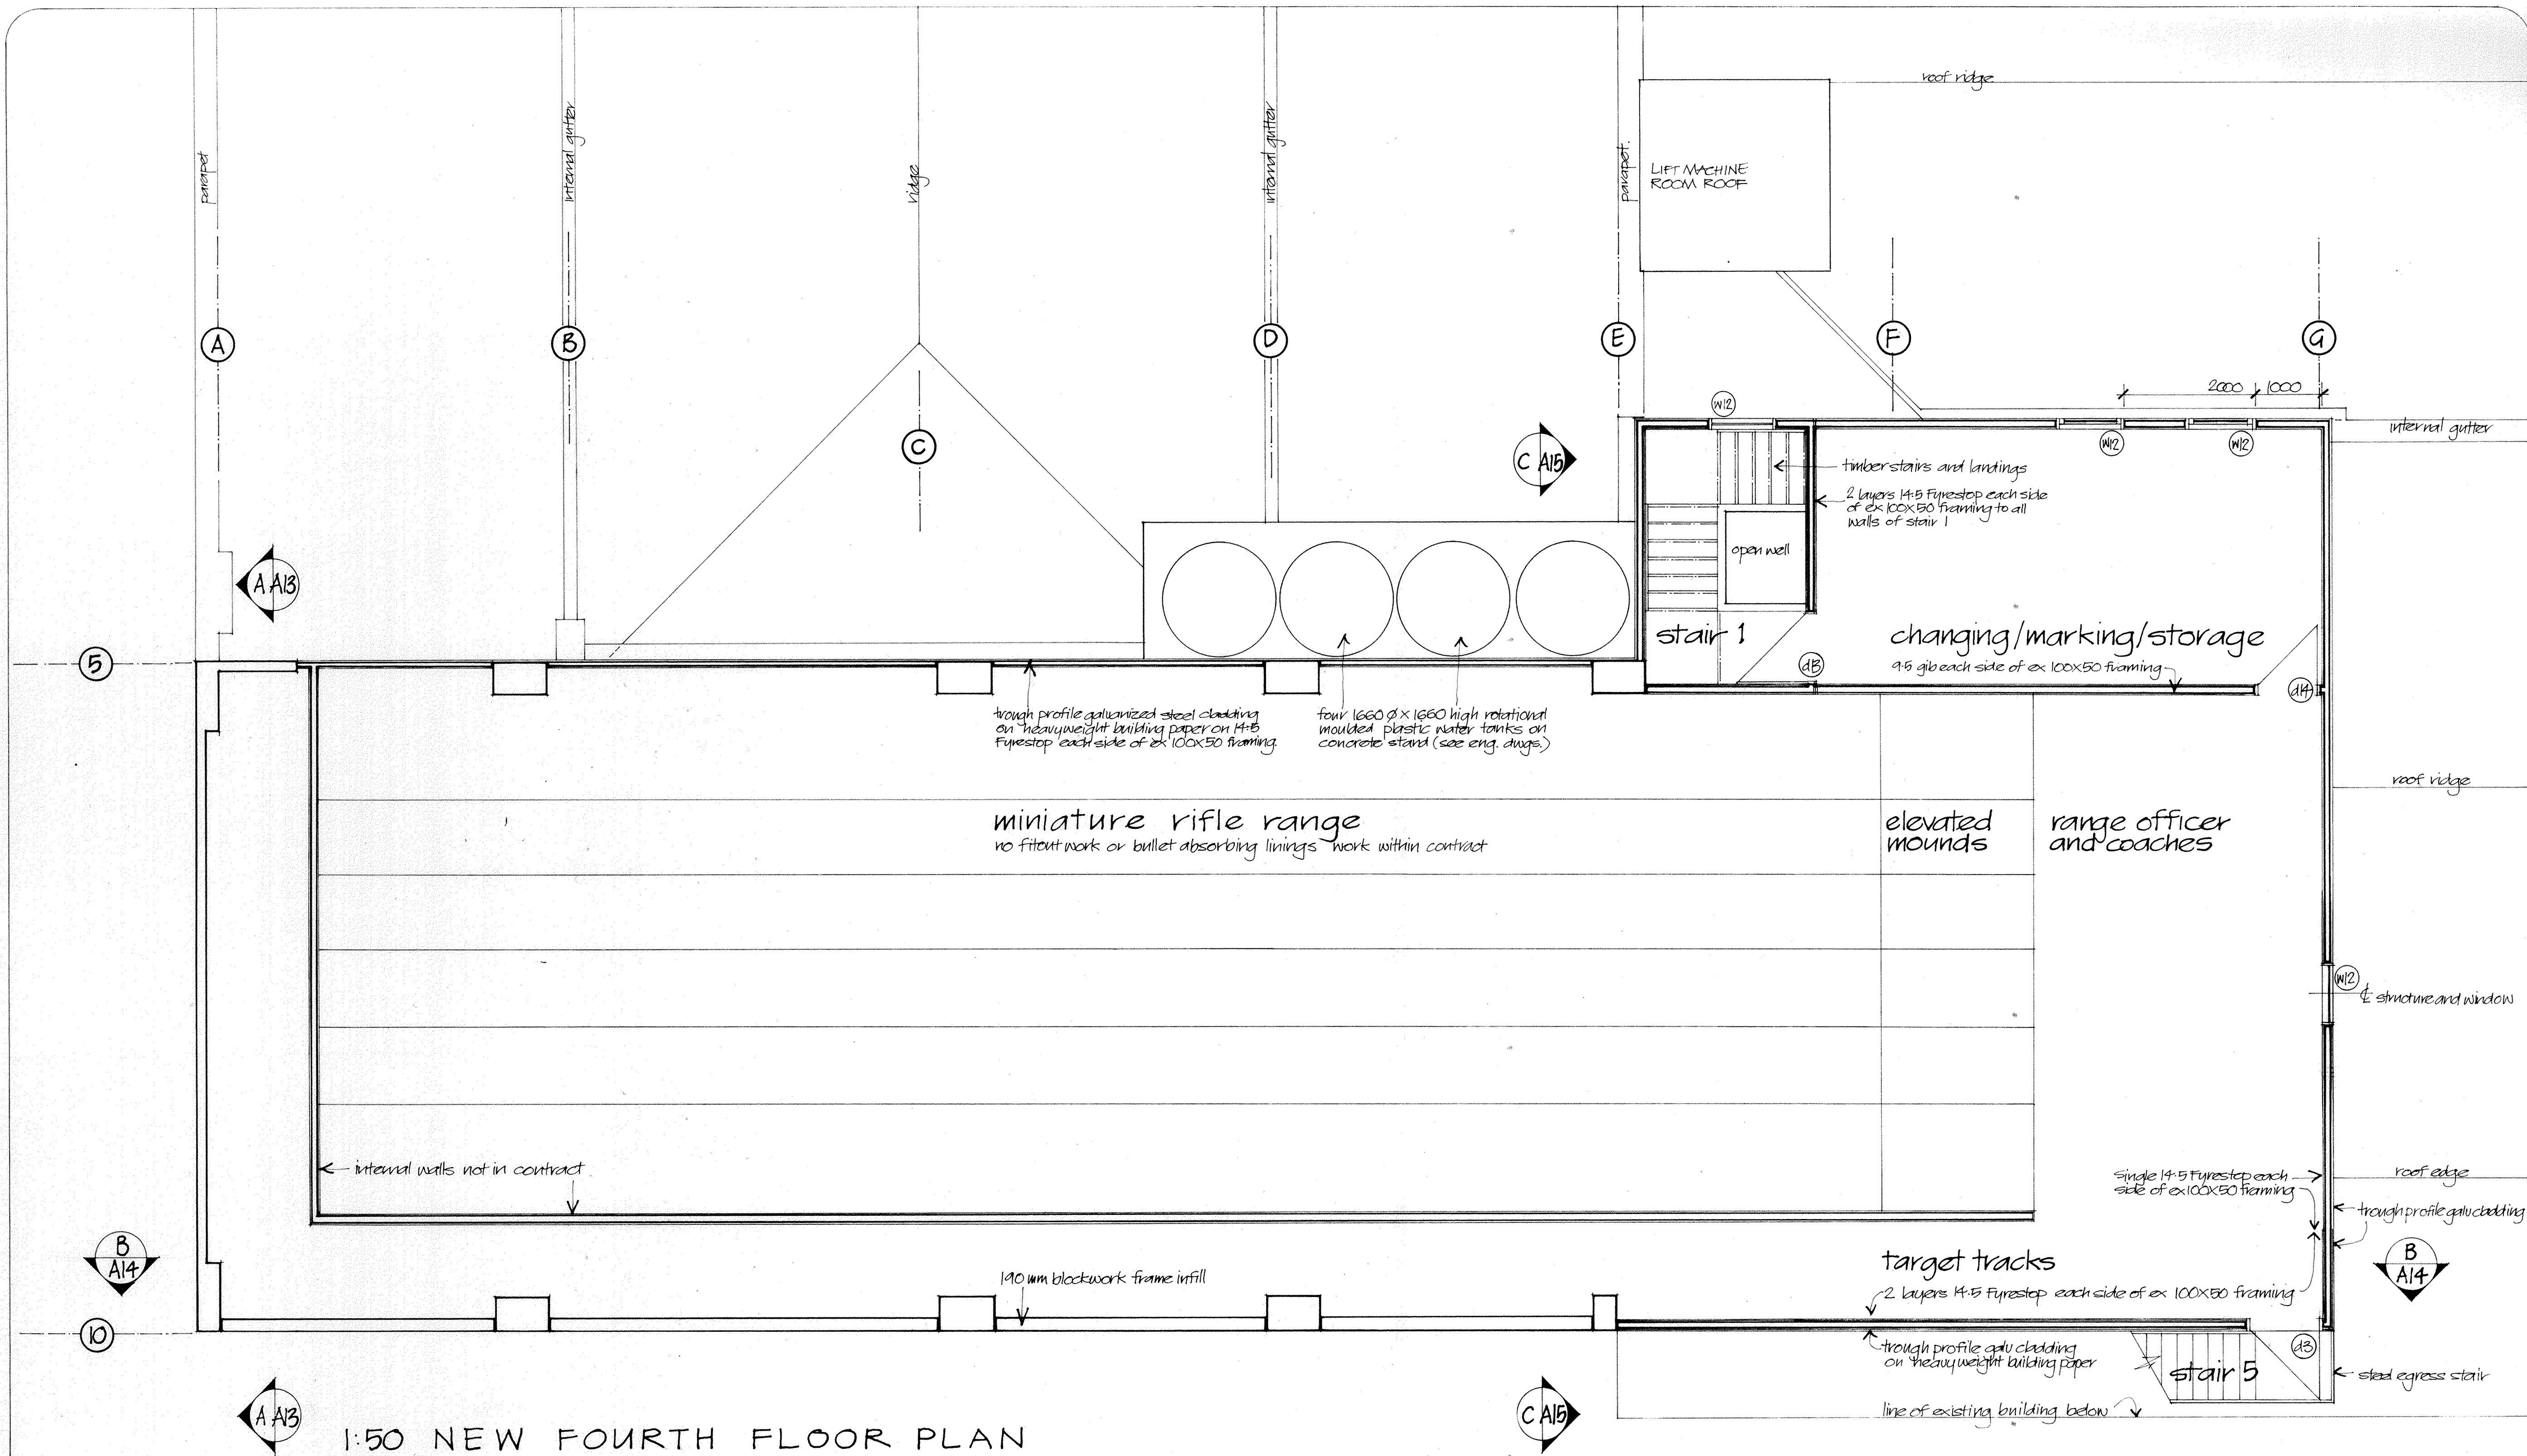 roof ridge
parapet
internal gutter
ridge
internal gutter
parapet.
LIFT MACHINE
ROOM ROOF
A
B
C
D
E
F
G
2000
1000
W12
W12
W12
internal gutter
C A15
timber stairs and landings
2 layers 14.5 Fyrestop each side
of ex 100X50 framing to all
walls of stair 1
open well
A A13
stair 1
changing/marking/storage
9.5 gib each side of ex 100X50 framing
5
d14
trough profile galvanized steel cladding
on heavyweight building paper on 14.5
Fyrestop each side of ex 100X50 framing.
four 1660 Ø X 1660 high rotational
moulded plastic water tanks on
concrete stand (see eng. dwgs.)
roof ridge
miniature rifle range
no fitout work or bullet absorbing linings work within contract
elevated
mounds
range officer
and coaches
W12
℄ structure and window
internal walls not in contract
single 14.5 Fyrestop each
side of ex 100X50 framing
roof edge
trough profile galv cladding
B
A14
target tracks
2 layers 14.5 Fyrestop each side of ex 100X50 framing
B
A14
190 mm blockwork frame infill
10
trough profile galv cladding
on heavyweight building paper
d3
stair 5
steel egress stair
A A13
C A15
line of existing building below
1:50 NEW FOURTH FLOOR PLAN